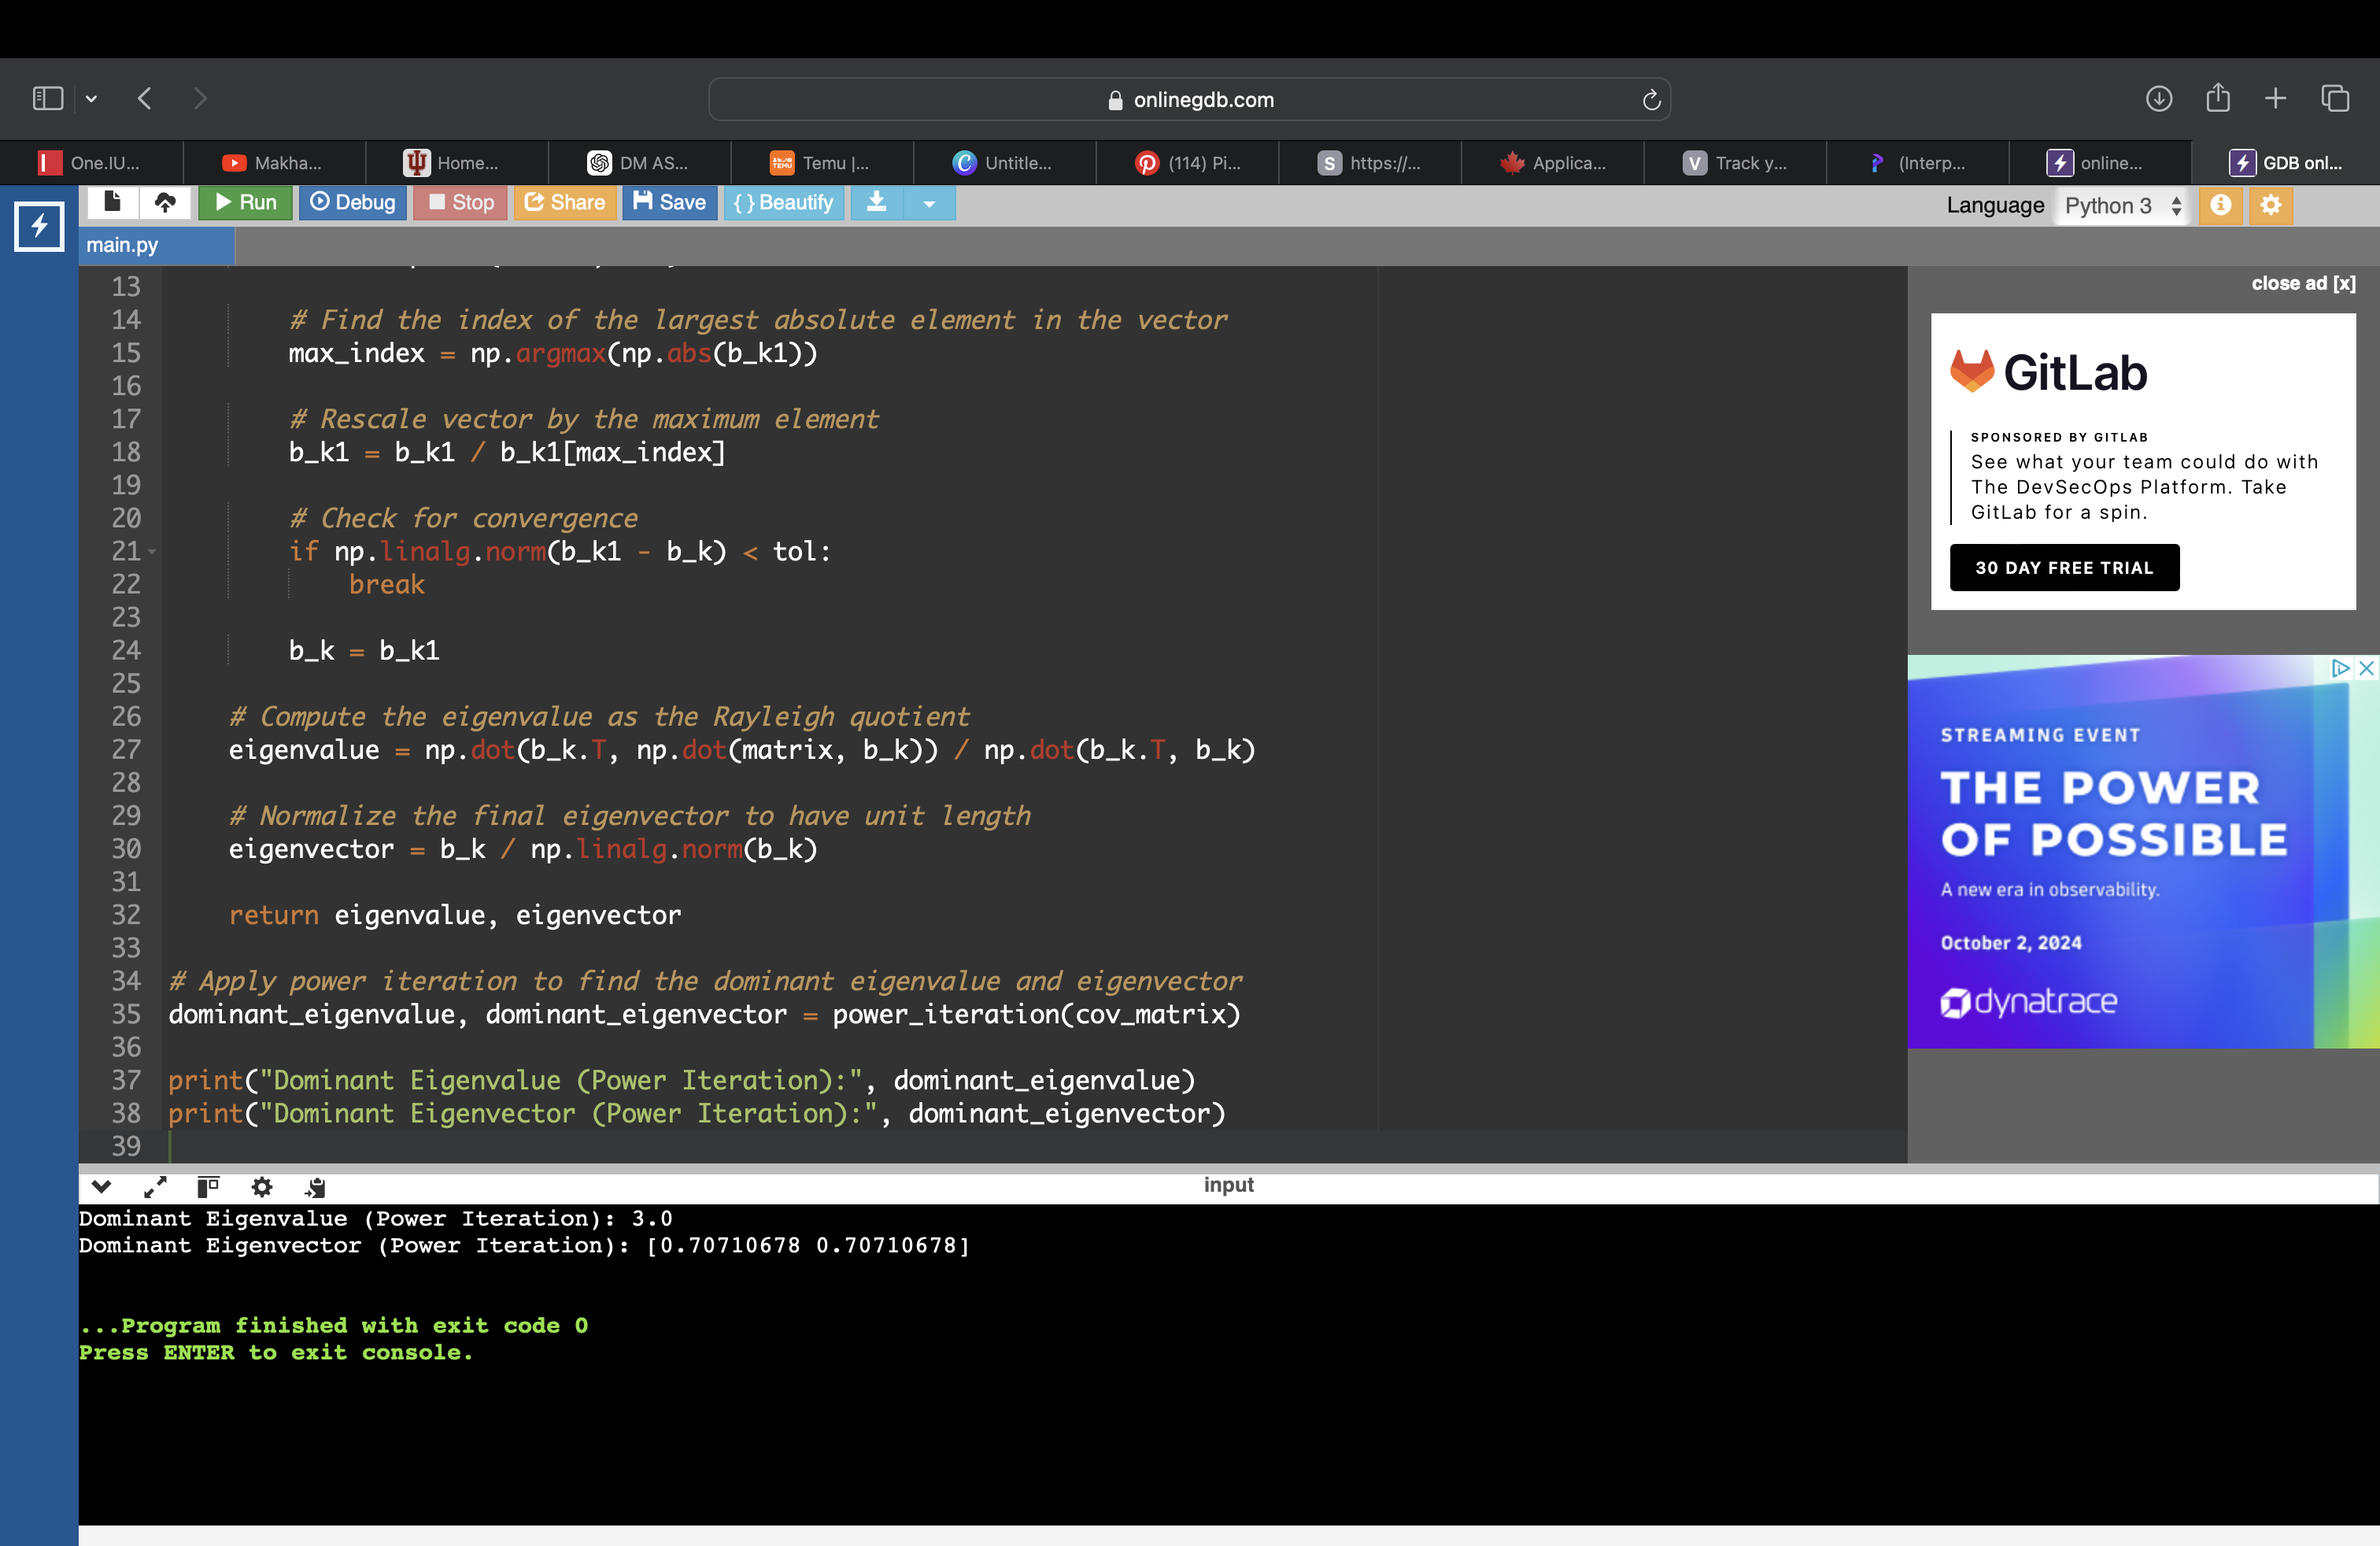 onlinegdb.com
One.IU...
Makha...
Home...
DM AS...
Temu |...
Untitle...
(114) Pi...
https://...
Applica...
Track y...
(Interp...
online...
GDB onl...
Run
Debug
Stop
Share
Save
{ } Beautify
Language
Python 3
main.py
13
14 # Find the index of the largest absolute element in the vector
15 max_index = np.argmax(np.abs(b_k1))
16
17 # Rescale vector by the maximum element
18 b_k1 = b_k1 / b_k1[max_index]
19
20 # Check for convergence
21 if np.linalg.norm(b_k1 - b_k) < tol:
22 break
23
24 b_k = b_k1
25
26 # Compute the eigenvalue as the Rayleigh quotient
27 eigenvalue = np.dot(b_k.T, np.dot(matrix, b_k)) / np.dot(b_k.T, b_k)
28
29 # Normalize the final eigenvector to have unit length
30 eigenvector = b_k / np.linalg.norm(b_k)
31
32 return eigenvalue, eigenvector
33
34 # Apply power iteration to find the dominant eigenvalue and eigenvector
35 dominant_eigenvalue, dominant_eigenvector = power_iteration(cov_matrix)
36
37 print("Dominant Eigenvalue (Power Iteration):", dominant_eigenvalue)
38 print("Dominant Eigenvector (Power Iteration):", dominant_eigenvector)
39
close ad [x]
GitLab
SPONSORED BY GITLAB
See what your team could do with
The DevSecOps Platform. Take
GitLab for a spin.
30 DAY FREE TRIAL
STREAMING EVENT
THE POWER
OF POSSIBLE
A new era in observability.
October 2, 2024
dynatrace
input
Dominant Eigenvalue (Power Iteration): 3.0
Dominant Eigenvector (Power Iteration): [0.70710678 0.70710678]
...Program finished with exit code 0
Press ENTER to exit console.